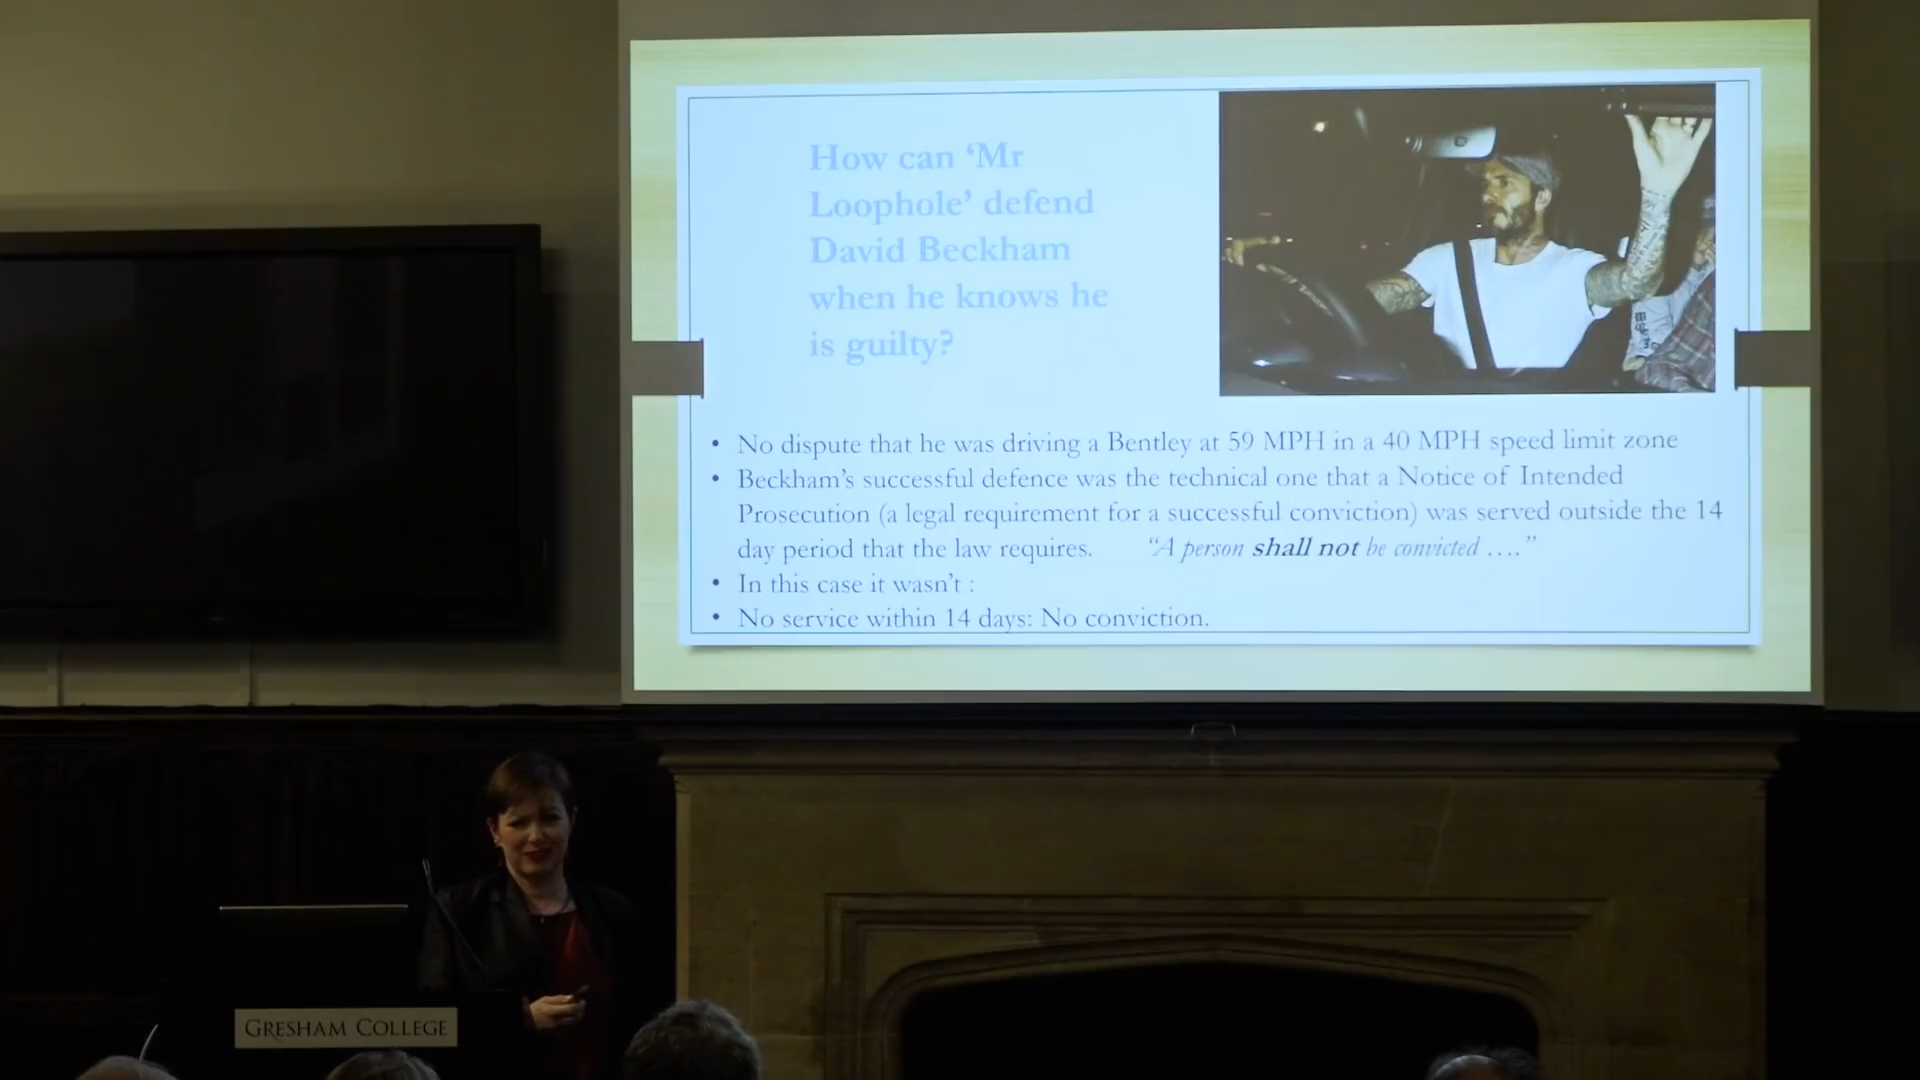 How can ‘Mr
Loophole’ defend
David Beckham
when he knows he
is guilty?
• No dispute that he was driving a Bentley at 59 MPH in a 40 MPH speed limit zone
• Beckham’s successful defence was the technical one that a Notice of Intended
Prosecution (a legal requirement for a successful conviction) was served outside the 14
day period that the law requires. “A person shall not be convicted ….”
• In this case it wasn’t :
• No service within 14 days: No conviction.
GRESHAM COLLEGE